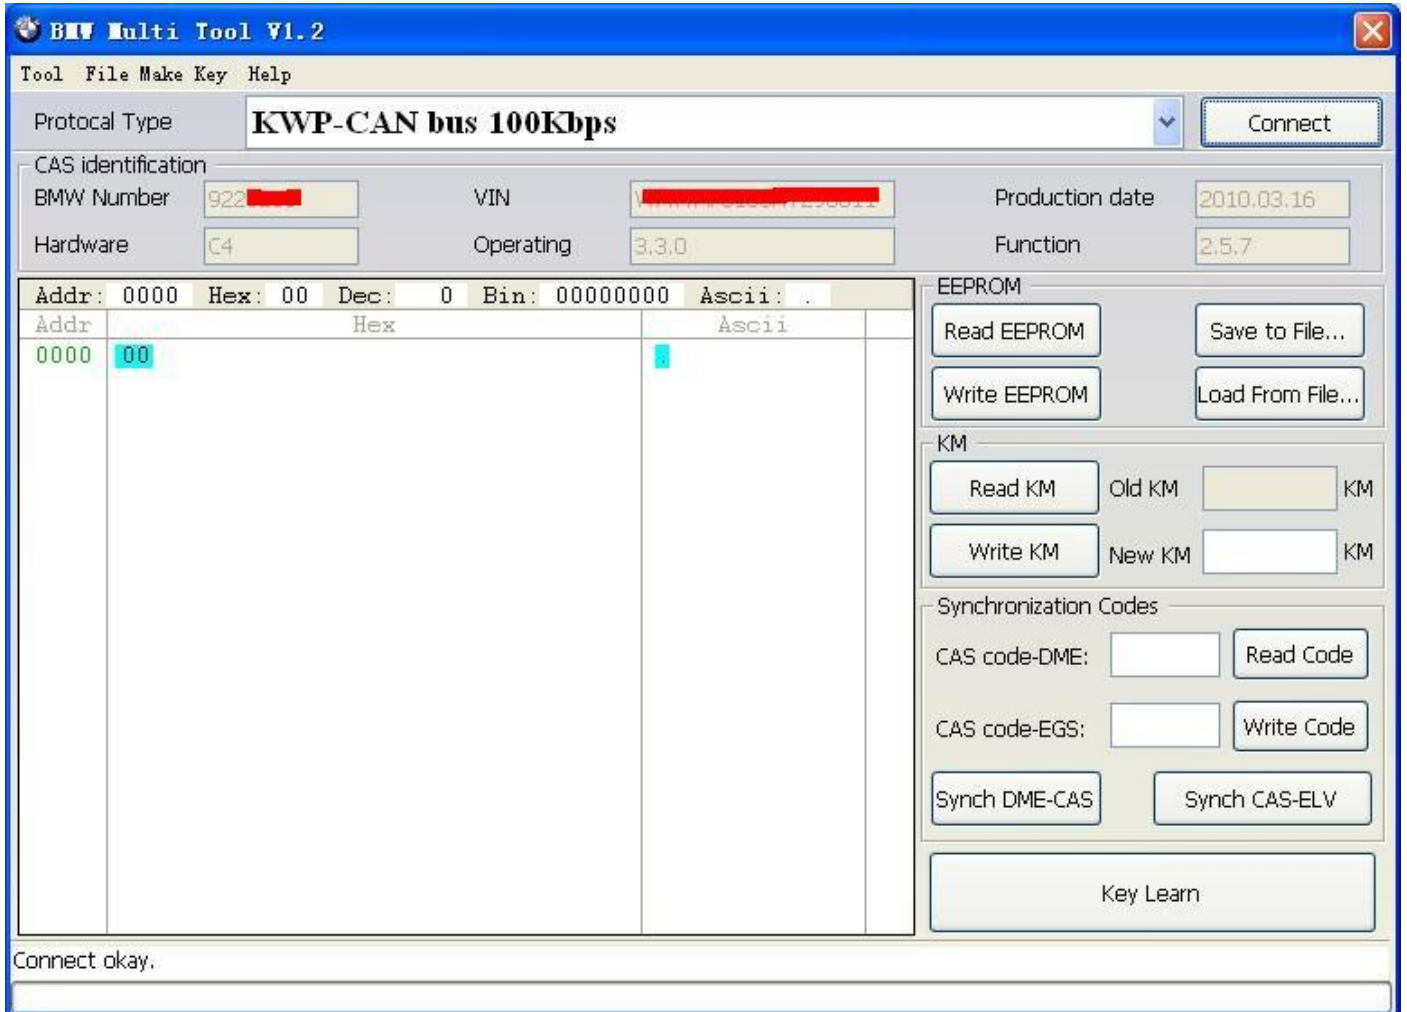 BMW Multi Tool V1.2
Tool File Make Key Help
Protocal Type KWP-CAN bus 100Kbps Connect
CAS identification
BMW Number 922 VIN Production date 2010.03.16
Hardware C4 Operating 3.3.0 Function 2.5.7
Addr: 0000 Hex: 00 Dec: 0 Bin: 00000000 Ascii: .
Addr Hex Ascii
0000 00 .
EEPROM
Read EEPROM Save to File...
Write EEPROM Load From File...
KM
Read KM Old KM KM
Write KM New KM KM
Synchronization Codes
CAS code-DME: Read Code
CAS code-EGS: Write Code
Synch DME-CAS Synch CAS-ELV
Key Learn
Connect okay.